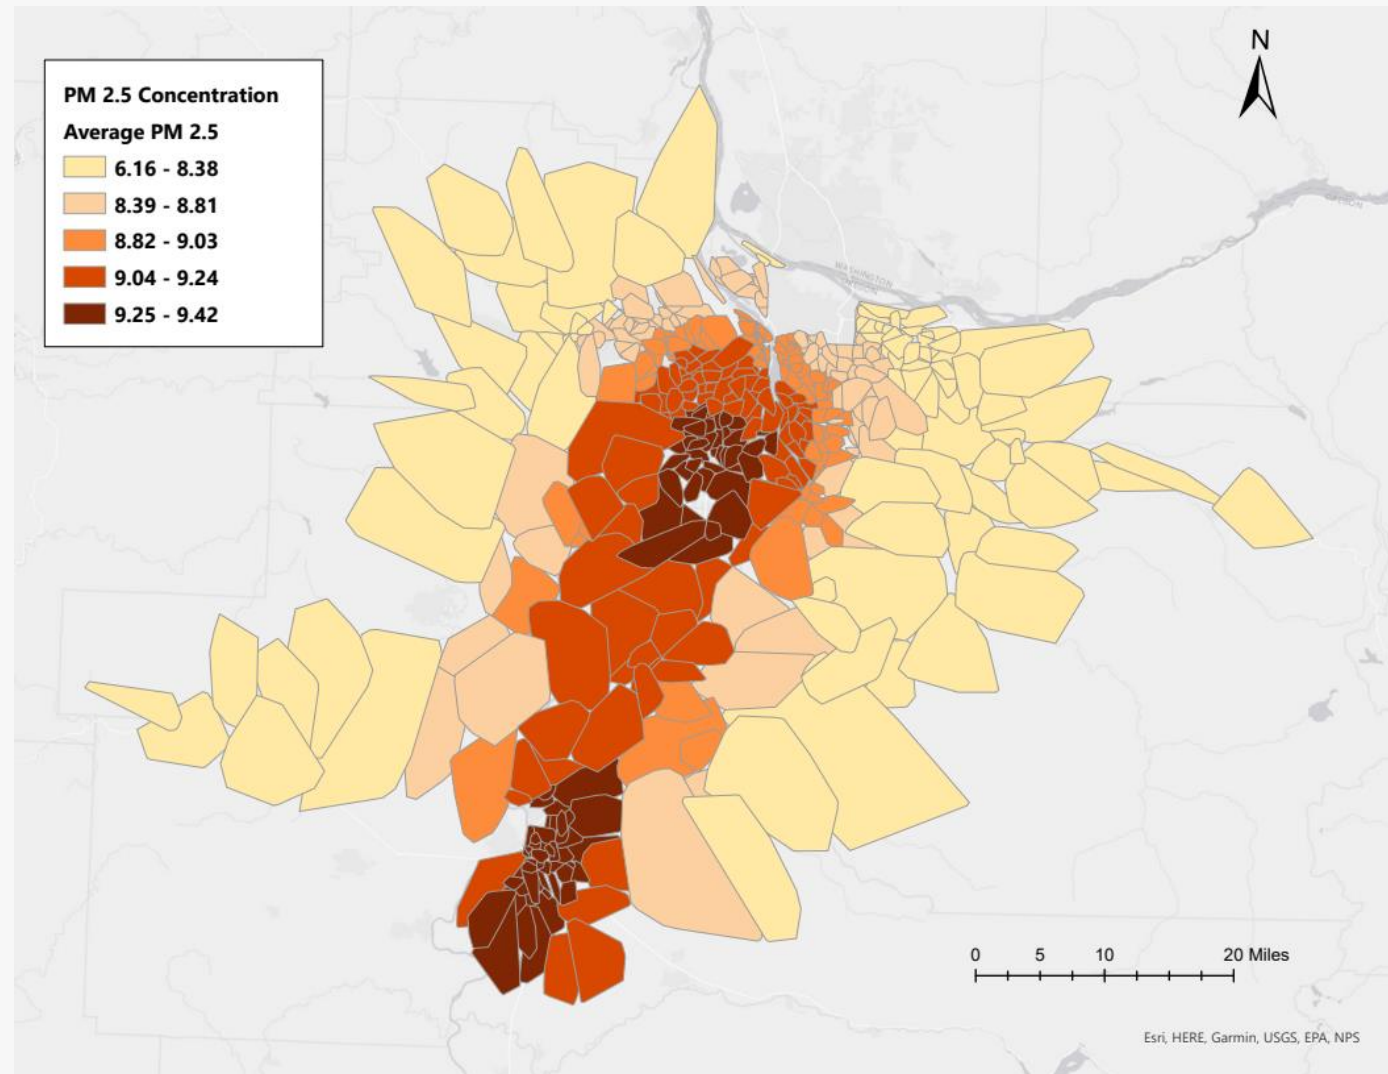 N
PM 2.5 Concentration
Average PM 2.5
6.16 - 8.38
8.39 - 8.81
8.82 - 9.03
9.04 - 9.24
9.25 - 9.42
WASHINGTON
0 5 10 20 Miles
Esri, HERE, Garmin, USGS, EPA, NPS